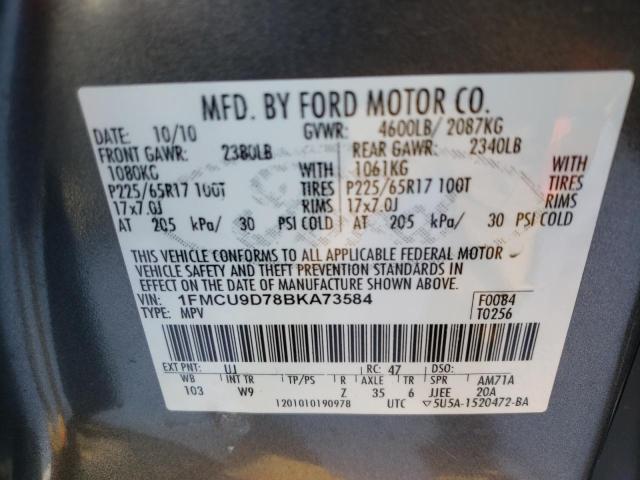 MFD. BY FORD MOTOR CO.
DATE: 10/10 GVWR: 4600LB/ 2087KG
FRONT GAWR: 2380LB REAR GAWR: 2340LB
1080KG WITH 1061KG WITH
P225/65R17 100T TIRES P225/65R17 100T TIRES
17x7.0J RIMS 17x7.0J RIMS
AT 205 kPa/ 30 PSI COLD AT 205 kPa/ 30 PSI COLD
THIS VEHICLE CONFORMS TO ALL APPLICABLE FEDERAL MOTOR
VEHICLE SAFETY AND THEFT PREVENTION STANDARDS IN
EFFECT ON THE DATE OF MANUFACTURE SHOWN ABOVE.
VIN: 1FMCU9D78BKA73584 F0084
TYPE: MPV T0256
EXT PNT: UJ RC: 47 DSO:
WB INT TR TP/PS R AXLE TR SPR AM71A
103 W9 Z 35 6 JJEE 20A
1201010190978 UTC ▽5U5A-1520472-BA